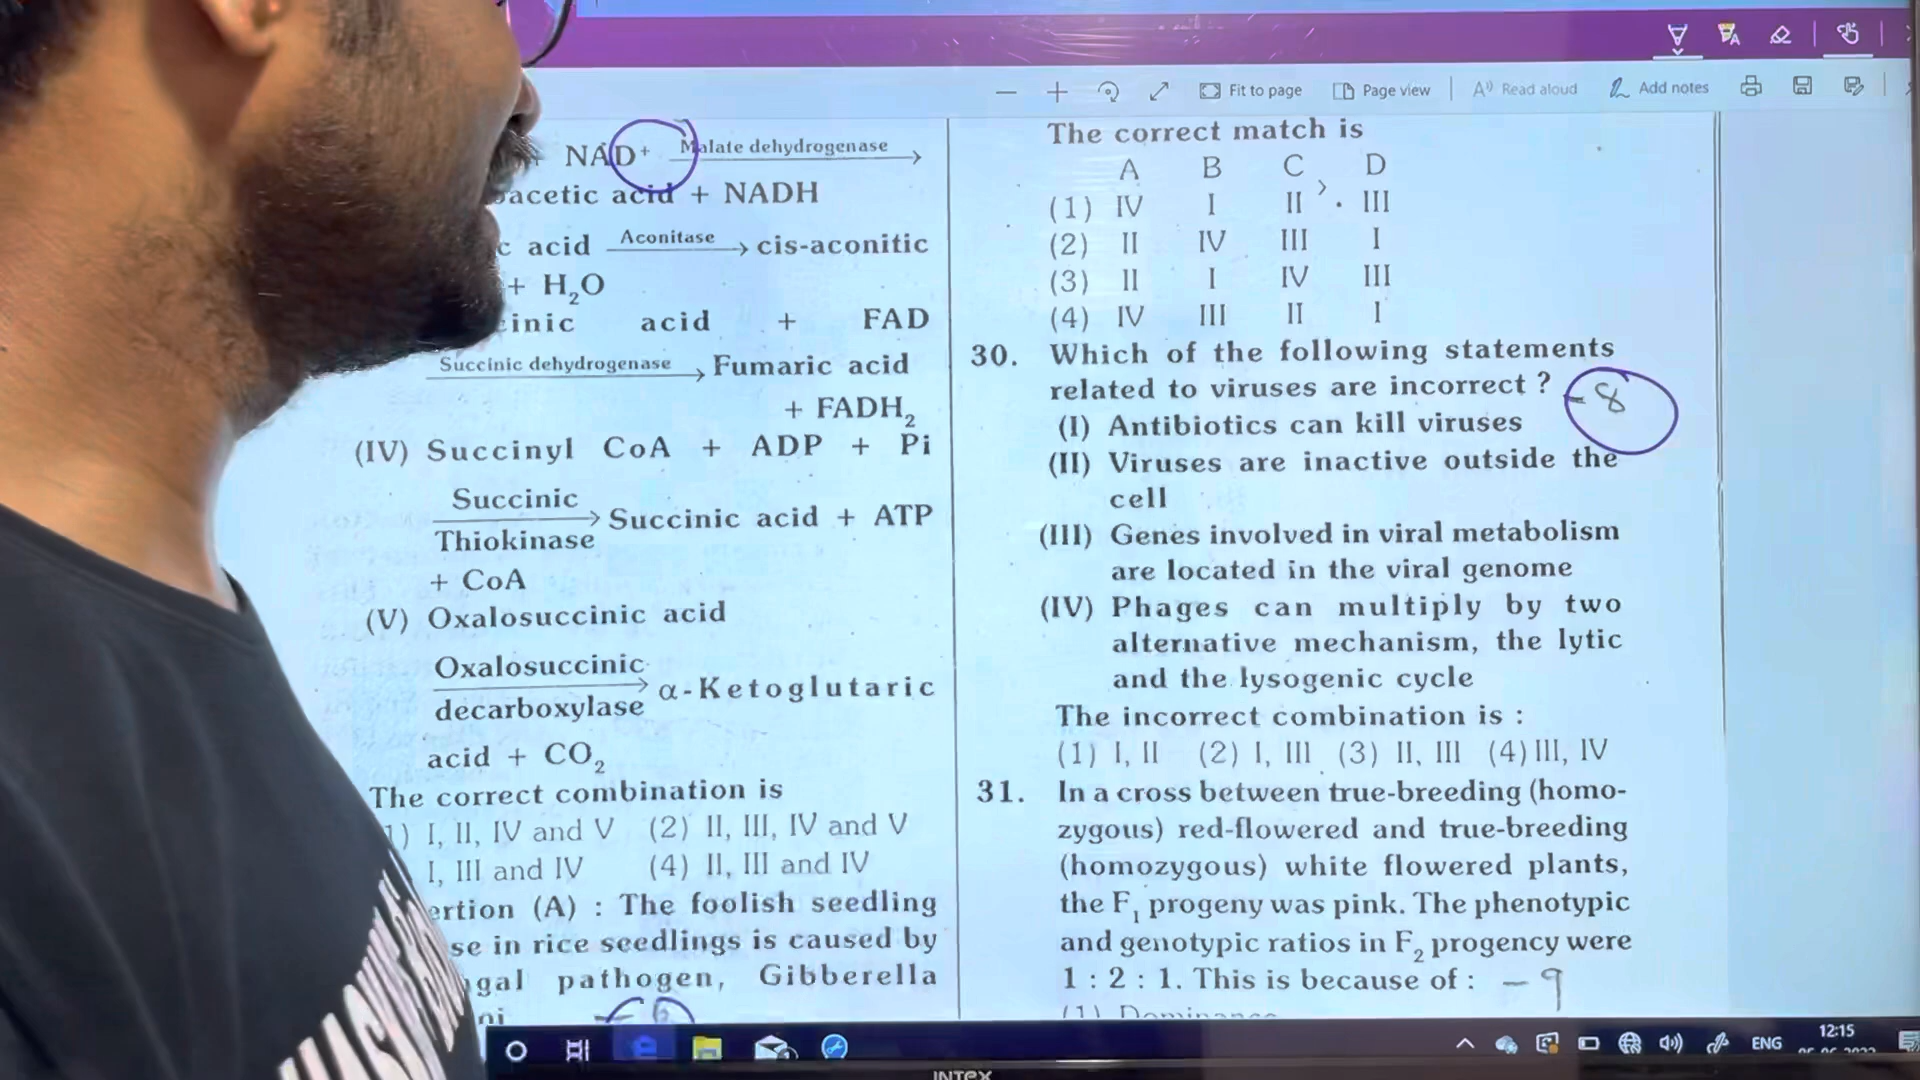 Fit to page
Page view
Read aloud
Add notes
NAD+ Malate dehydrogenase
acetic acid + NADH
acid Aconitase cis-aconitic
+ H2O
acid + FAD
Succinic dehydrogenase Fumaric acid
+ FADH2
(IV) Succinyl CoA + ADP + Pi
Succinic
Succinic acid + ATP
Thiokinase
+ CoA
(V) Oxalosuccinic acid
Oxalosuccinic
α-Ketoglutaric
decarboxylase
acid + CO2
The correct combination is
I, II, IV and V (2) II, III, IV and V
I, III and IV (4) II, III and IV
(A) : The foolish seedling
in rice seedlings is caused by
pathogen, Gibberella
6
The correct match is
A B C D
(1) IV I II III
(2) II IV III I
(3) II I IV III
(4) IV III II I
30. Which of the following statements
related to viruses are incorrect ? - 8
(I) Antibiotics can kill viruses
(II) Viruses are inactive outside the
cell
(III) Genes involved in viral metabolism
are located in the viral genome
(IV) Phages can multiply by two
alternative mechanism, the lytic
and the lysogenic cycle
The incorrect combination is :
(1) I, II (2) I, III (3) II, III (4) III, IV
31. In a cross between true-breeding (homo-
zygous) red-flowered and true-breeding
(homozygous) white flowered plants,
the F1 progeny was pink. The phenotypic
and genotypic ratios in F2 progency were
1 : 2 : 1. This is because of : - 9
(1) Dominance
ENG
12:15
INTEX